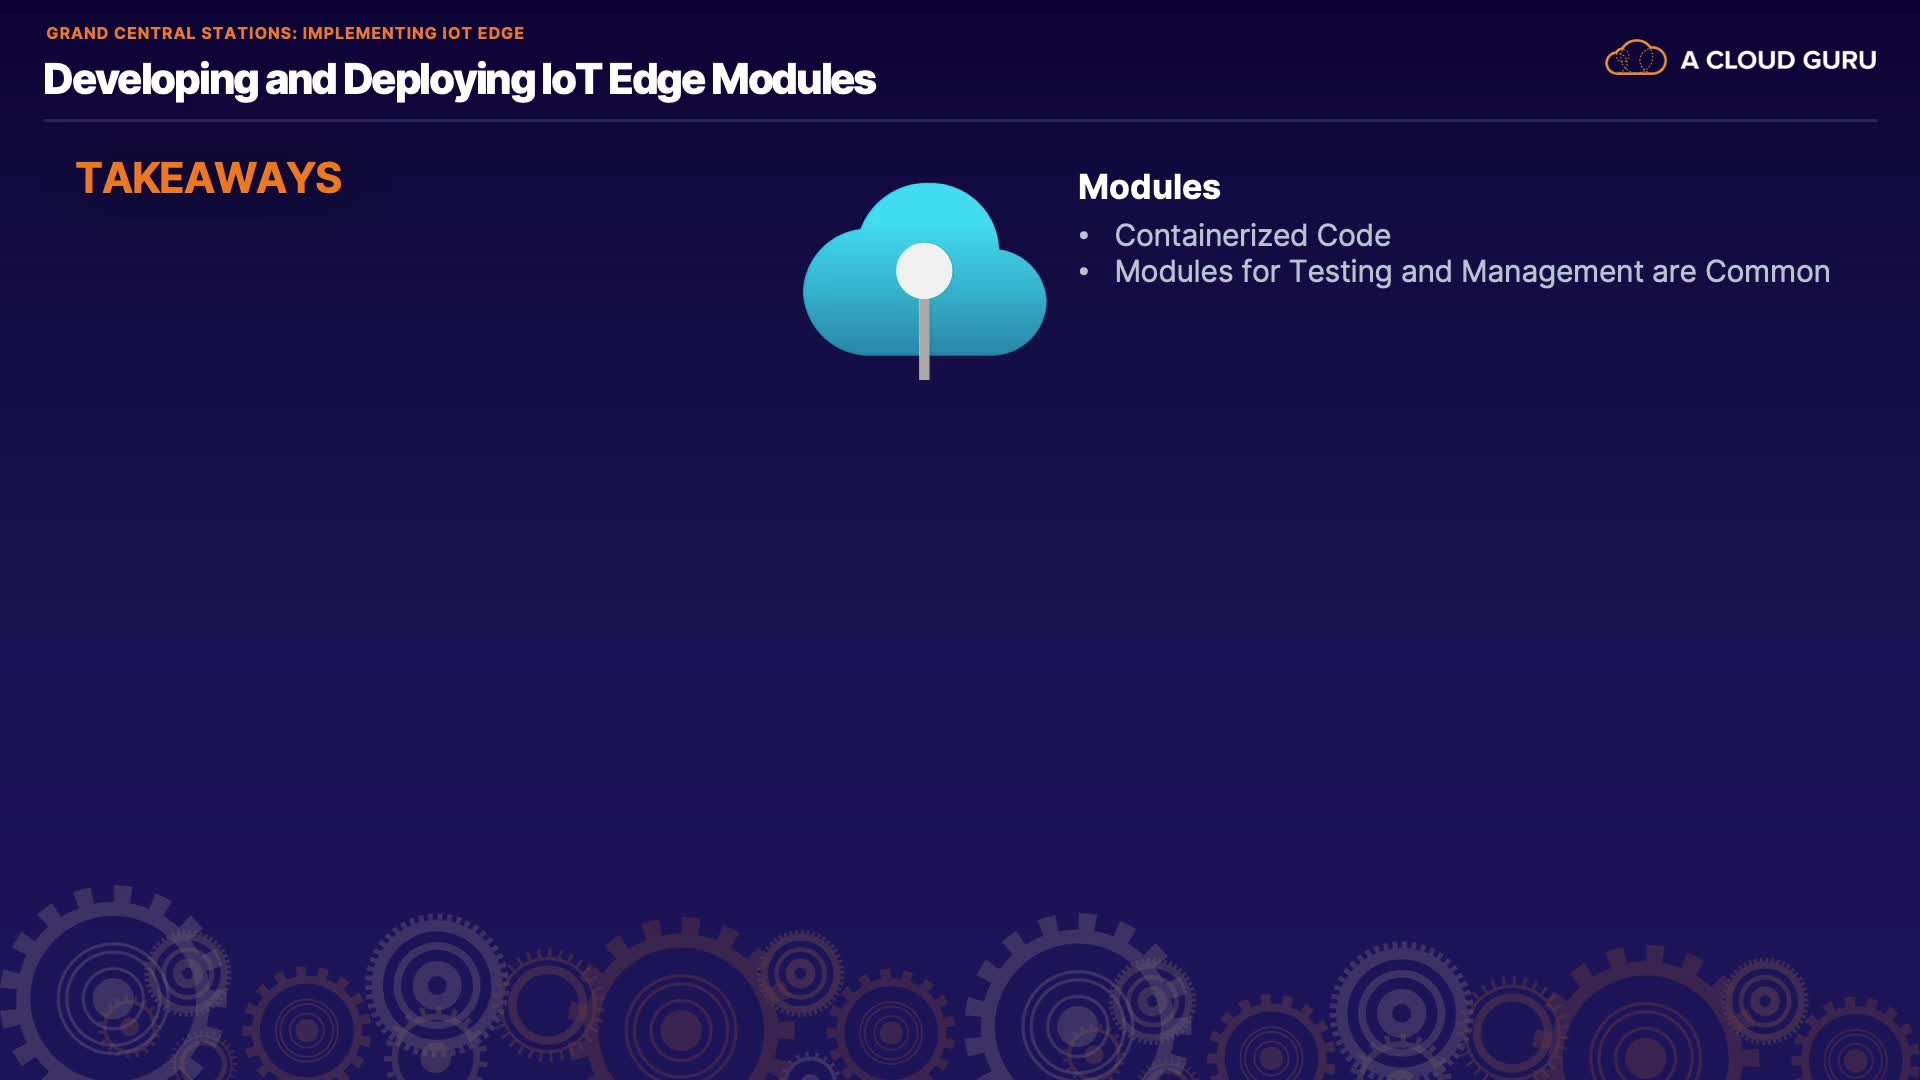 GRAND CENTRAL STATIONS: IMPLEMENTING IOT EDGE
Developing and Deploying IoT Edge Modules
A CLOUD GURU
TAKEAWAYS
Modules
• Containerized Code
• Modules for Testing and Management are Common